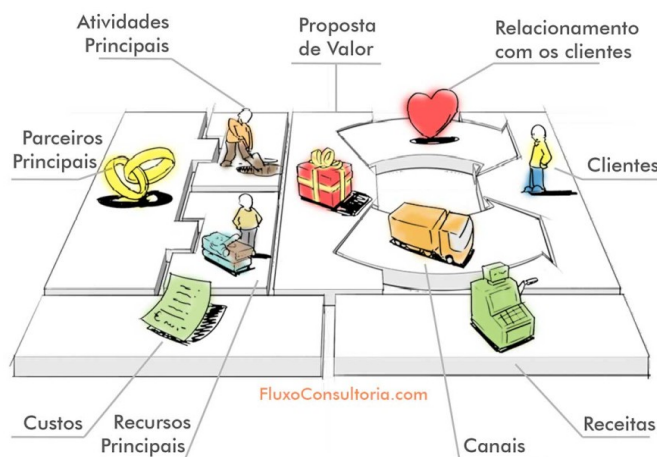 Atividades
Principais
Proposta
de Valor
Relacionamento
com os clientes
Parceiros
Principais
Clientes
FluxoConsultoria.com
Custos
Recursos
Principais
Canais
Receitas